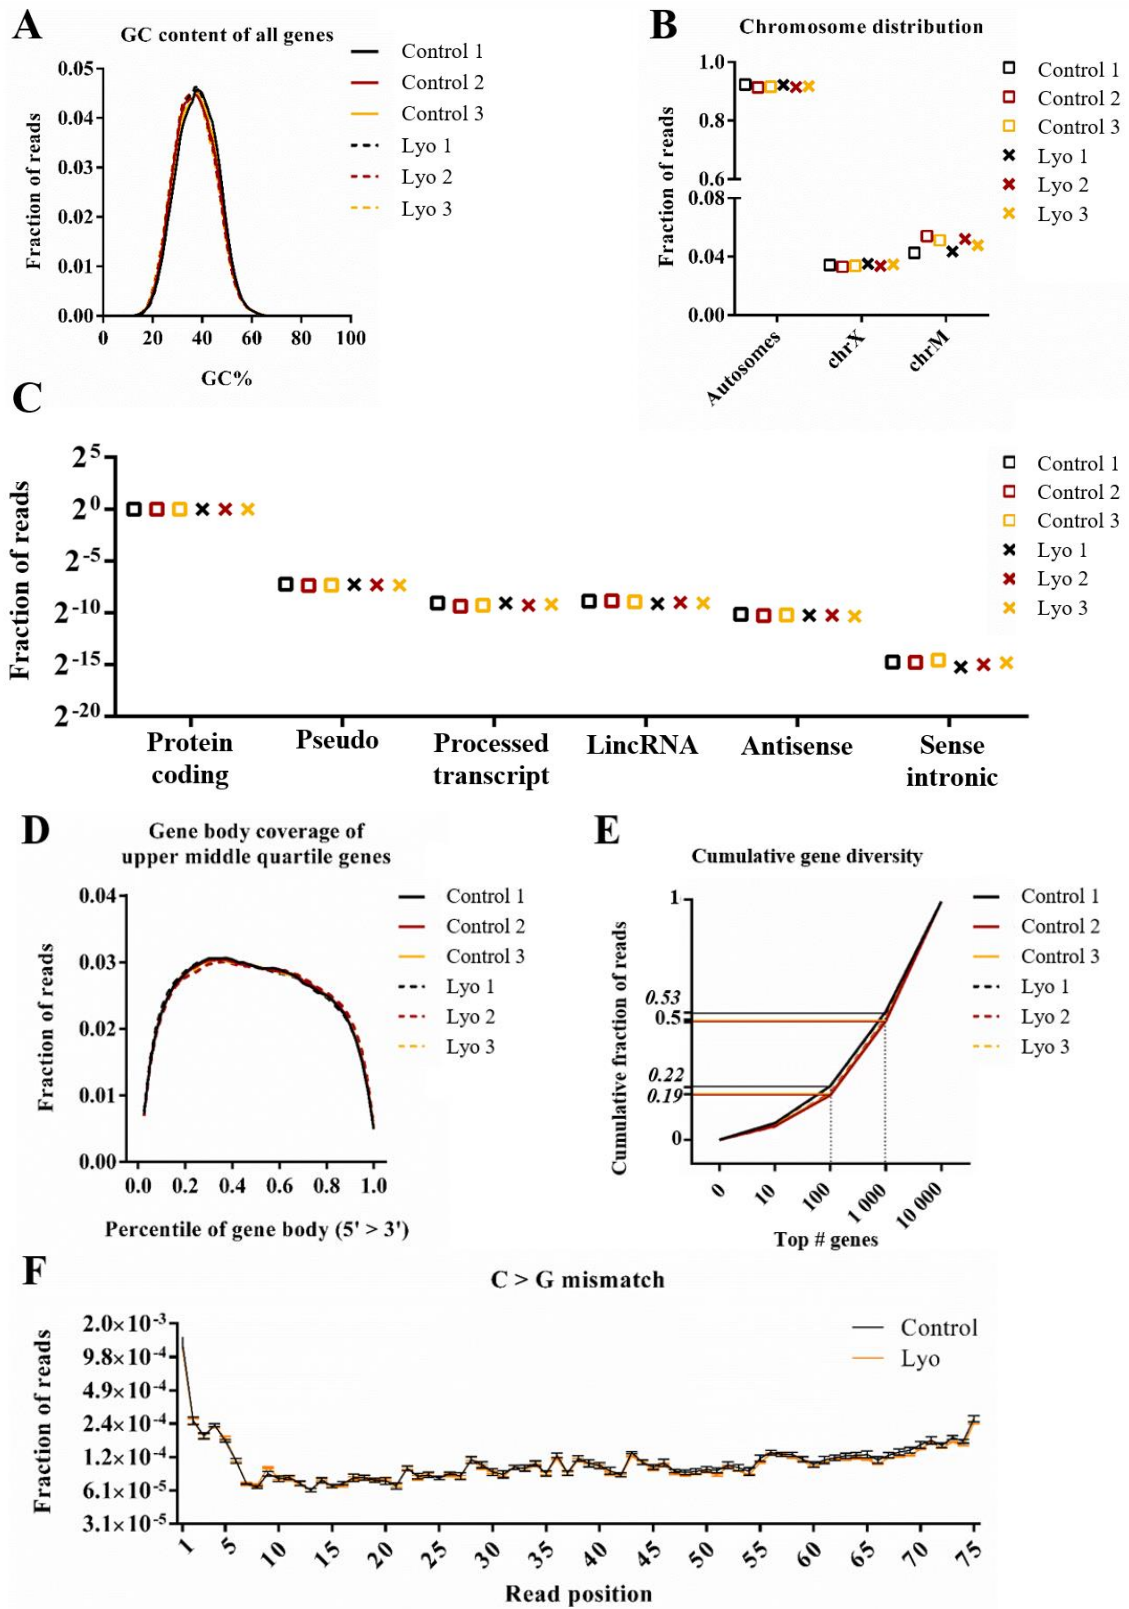 A
GC content of all genes
Fraction of reads
0.05
0.04
0.03
0.02
0.01
0.00
0 20 40 60 80 100
GC%
Control 1
Control 2
Control 3
Lyo 1
Lyo 2
Lyo 3
B
Chromosome distribution
Fraction of reads
1.0
0.8
0.6
0.08
0.04
0.00
Autosomes chrX chrM
Control 1
Control 2
Control 3
Lyo 1
Lyo 2
Lyo 3
C
Fraction of reads
2^5
2^0
2^-5
2^-10
2^-15
2^-20
Protein coding
Pseudo
Processed transcript
LincRNA
Antisense
Sense intronic
Control 1
Control 2
Control 3
Lyo 1
Lyo 2
Lyo 3
D
Gene body coverage of
upper middle quartile genes
Fraction of reads
0.04
0.03
0.02
0.01
0.00
0.0 0.2 0.4 0.6 0.8 1.0
Percentile of gene body (5' > 3')
Control 1
Control 2
Control 3
Lyo 1
Lyo 2
Lyo 3
E
Cumulative gene diversity
Cumulative fraction of reads
1
0.53
0.5
0.22
0.19
0
0 10 100 1 000 10 000
Top # genes
Control 1
Control 2
Control 3
Lyo 1
Lyo 2
Lyo 3
F
C > G mismatch
Fraction of reads
2.0×10^-3
9.8×10^-4
4.9×10^-4
2.4×10^-4
1.2×10^-4
6.1×10^-5
3.1×10^-5
1 5 10 15 20 25 30 35 40 45 50 55 60 65 70 75
Read position
Control
Lyo